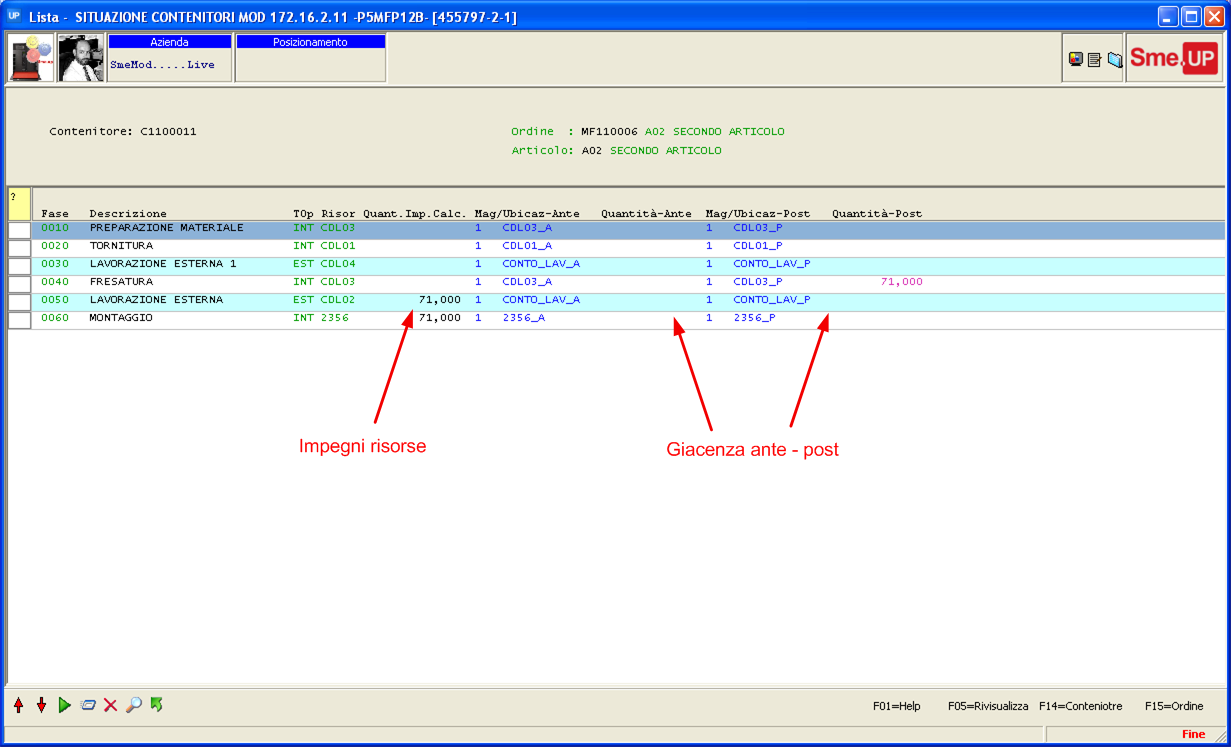 UP Lista - SITUAZIONE CONTENITORI MOD 172.16.2.11 -P5MFP12B- [455797-2-1]
Azienda Posizionamento
SmeMod.....Live
Sme.UP
Contenitore: C1100011 Ordine : MF110006 A02 SECONDO ARTICOLO
Articolo: A02 SECONDO ARTICOLO
?
Fase Descrizione TOp Risor Quant.Imp.Calc. Mag/Ubicaz-Ante Quantità-Ante Mag/Ubicaz-Post Quantità-Post
0010 PREPARAZIONE MATERIALE INT CDL03 1 CDL03_A 1 CDL03_P
0020 TORNITURA INT CDL01 1 CDL01_A 1 CDL01_P
0030 LAVORAZIONE ESTERNA 1 EST CDL04 1 CONTO_LAV_A 1 CONTO_LAV_P
0040 FRESATURA INT CDL03 1 CDL03_A 1 CDL03_P 71,000
0050 LAVORAZIONE ESTERNA EST CDL02 71,000 1 CONTO_LAV_A 1 CONTO_LAV_P
0060 MONTAGGIO INT 2356 71,000 1 2356_A 1 2356_P
Impegni risorse Giacenza ante - post
F01=Help F05=Rivisualizza F14=Conteniotre F15=Ordine
Fine